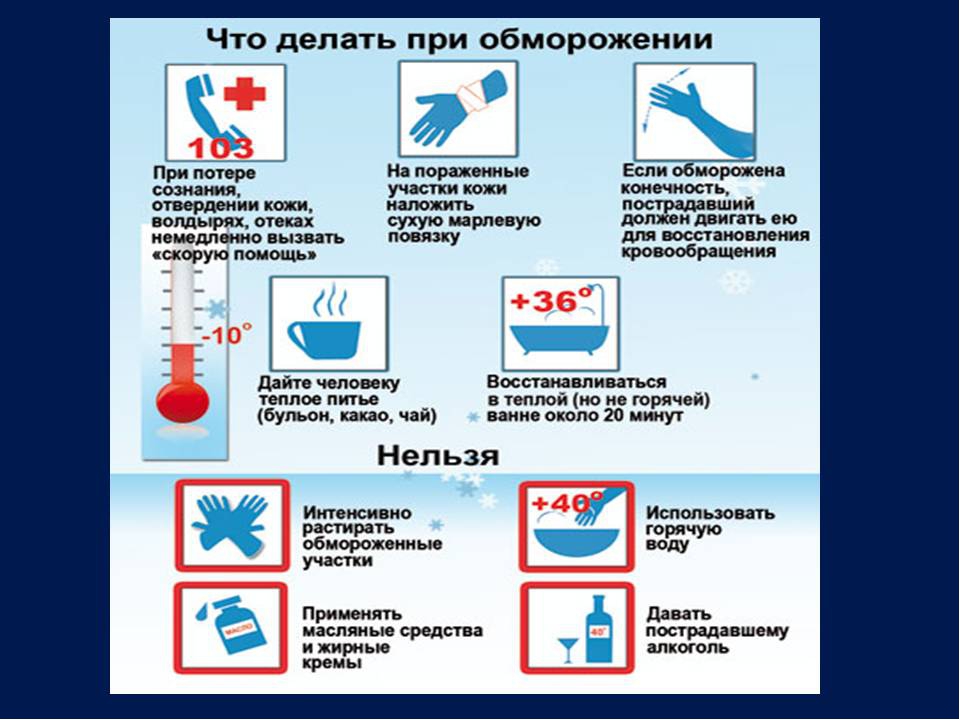 Что делать при обморожении
103
При потере
сознания,
отвердении кожи,
волдырях, отеках
немедленно вызвать
«скорую помощь»
На пораженные
участки кожи
наложить
сухую марлевую
повязку
Если обморожена
конечность,
пострадавший
должен двигать ею
для восстановления
кровообращения
-10°
Дайте человеку
теплое питье
(бульон, какао, чай)
+36°
Восстанавливаться
в теплой (но не горячей)
ванне около 20 минут
Нельзя
Интенсивно
растирать
обмороженные
участки
+40°
Использовать
горячую
воду
МАСЛО
Применять
масляные средства
и жирные
кремы
40°
Давать
пострадавшему
алкоголь